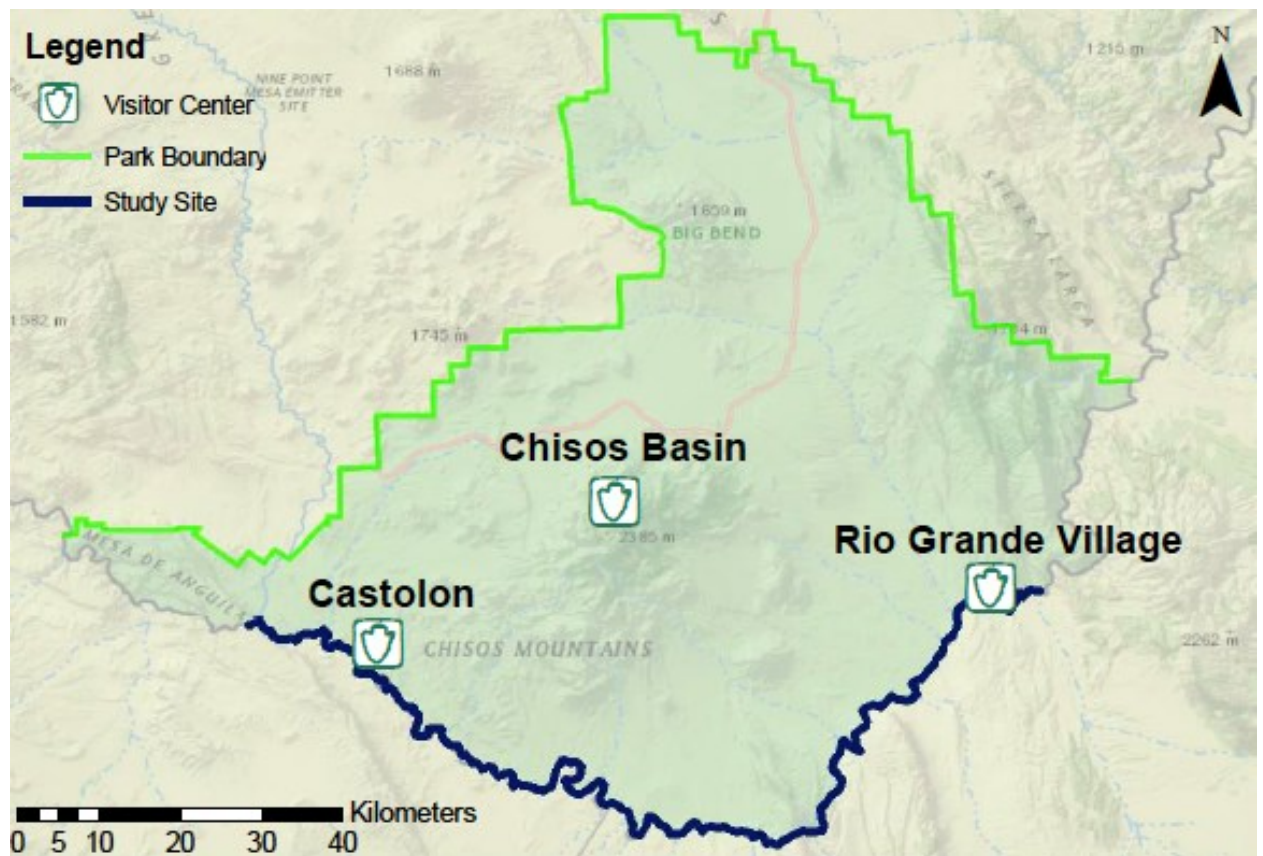 Legend
Visitor Center
Park Boundary
Study Site
NINE POINT
MESA EMITTER
SITE
1688 m
1215 m
N
1659 m
BIG BEND
SIERRA LARGA
1582 m
1745 m
Chisos Basin
2385 m
Rio Grande Village
MESA DE ANGUILA
Castolon
CHISOS MOUNTAINS
2262 m
Kilometers
0 5 10 20 30 40